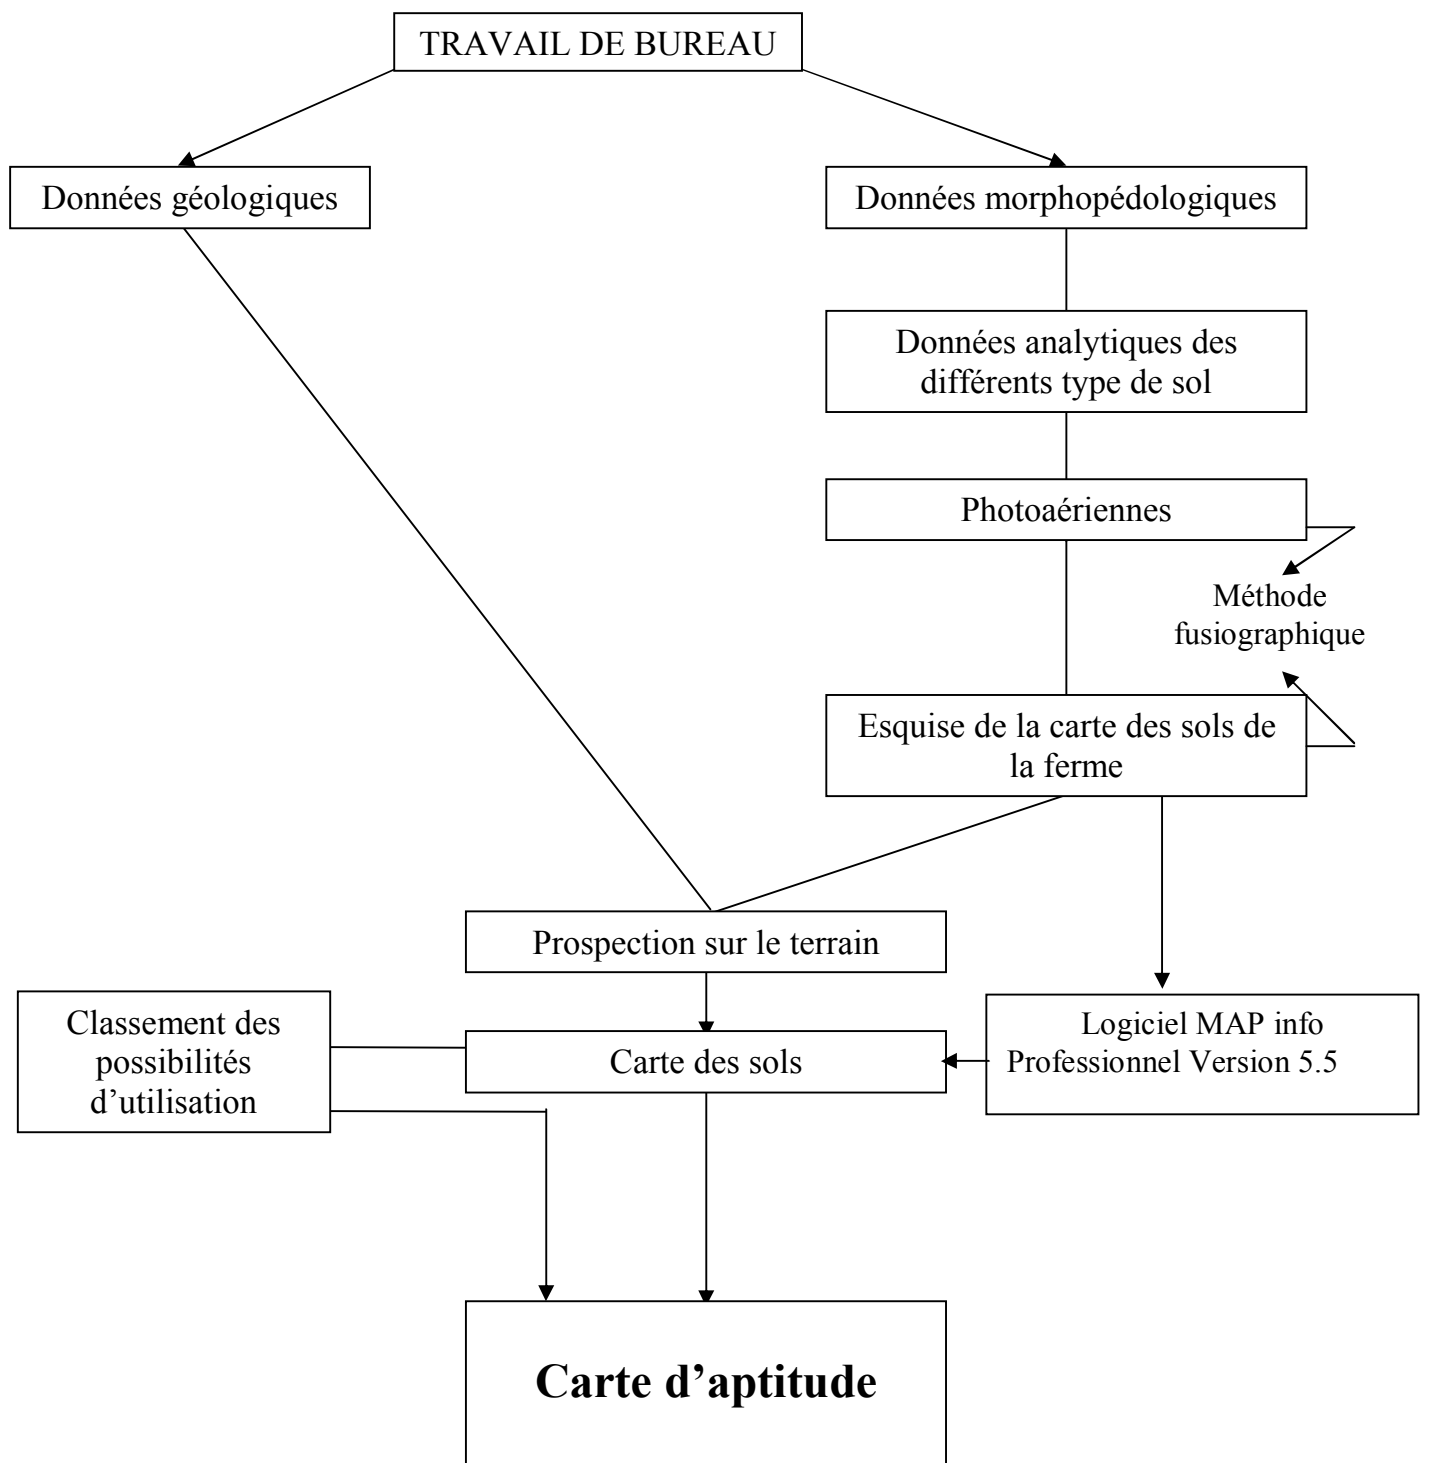 TRAVAIL DE BUREAU
Données géologiques
Données morphopédologiques
Données analytiques des
différents type de sol
Photoaériennes
Méthode
fusiographique
Esquise de la carte des sols de
la ferme
Prospection sur le terrain
Classement des
possibilités
d’utilisation
Carte des sols
Logiciel MAP info
Professionnel Version 5.5
Carte d’aptitude